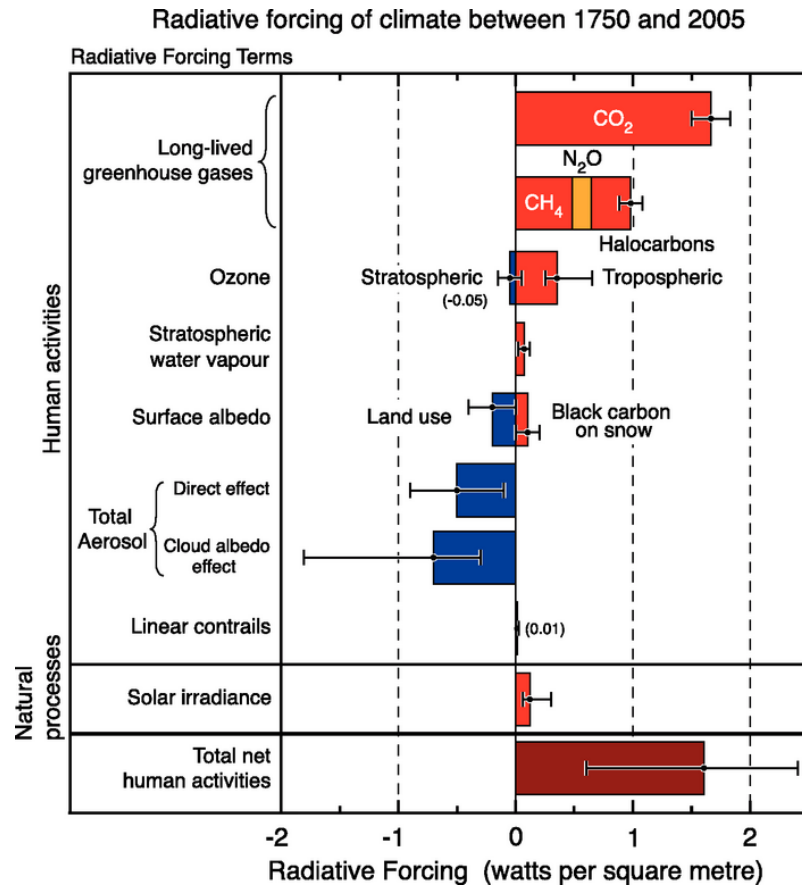 Radiative forcing of climate between 1750 and 2005
Radiative Forcing Terms
Human activities
Long-lived
greenhouse gases
CO₂
N₂O
CH₄
Halocarbons
Ozone
Stratospheric
(-0.05)
Tropospheric
Stratospheric
water vapour
Surface albedo
Land use
Black carbon
on snow
Total
Aerosol
Direct effect
Cloud albedo
effect
Linear contrails
(0.01)
Natural
processes
Solar irradiance
Total net
human activities
-2 -1 0 1 2
Radiative Forcing (watts per square metre)